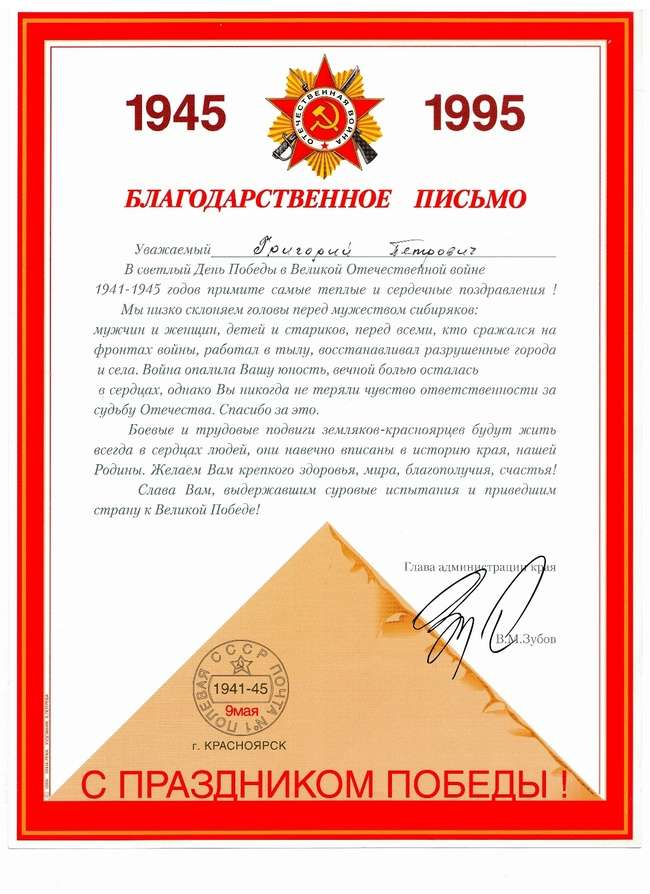 1945
1995
ОТЕЧЕСТВЕННАЯ ВОЙНА
БЛАГОДАРСТВЕННОЕ ПИСЬМО
Уважаемый Григорий Петрович
В светлый День Победы в Великой Отечественной войне
1941-1945 годов примите самые теплые и сердечные поздравления !
Мы низко склоняем головы перед мужеством сибиряков:
мужчин и женщин, детей и стариков, перед всеми, кто сражался на
фронтах войны, работал в тылу, восстанавливал разрушенные города
и села. Война опалила Вашу юность, вечной болью осталась
в сердцах, однако Вы никогда не теряли чувство ответственности за
судьбу Отечества. Спасибо за это.
Боевые и трудовые подвиги земляков-красноярцев будут жить
всегда в сердцах людей, они навечно вписаны в историю края, нашей
Родины. Желаем Вам крепкого здоровья, мира, благополучия, счастья!
Слава Вам, выдержавшим суровые испытания и приведшим
страну к Великой Победе!
Глава администрации края
В.М.Зубов
ПОЛЕВАЯ СССР ПОЧТА №1
1941-45
9мая
г. КРАСНОЯРСК
С ПРАЗДНИКОМ ПОБЕДЫ !